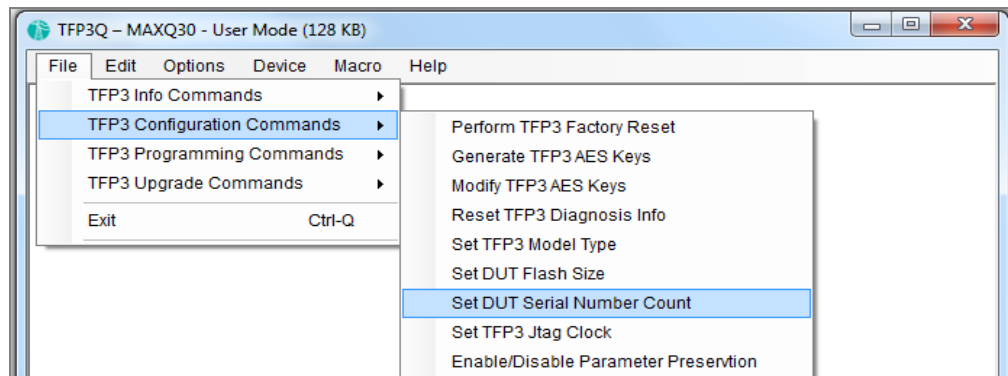 TFP3Q – MAXQ30 - User Mode (128 KB)
File Edit Options Device Macro Help
TFP3 Info Commands
TFP3 Configuration Commands
TFP3 Programming Commands
TFP3 Upgrade Commands
Exit Ctrl-Q
Perform TFP3 Factory Reset
Generate TFP3 AES Keys
Modify TFP3 AES Keys
Reset TFP3 Diagnosis Info
Set TFP3 Model Type
Set DUT Flash Size
Set DUT Serial Number Count
Set TFP3 Jtag Clock
Enable/Disable Parameter Preservtion